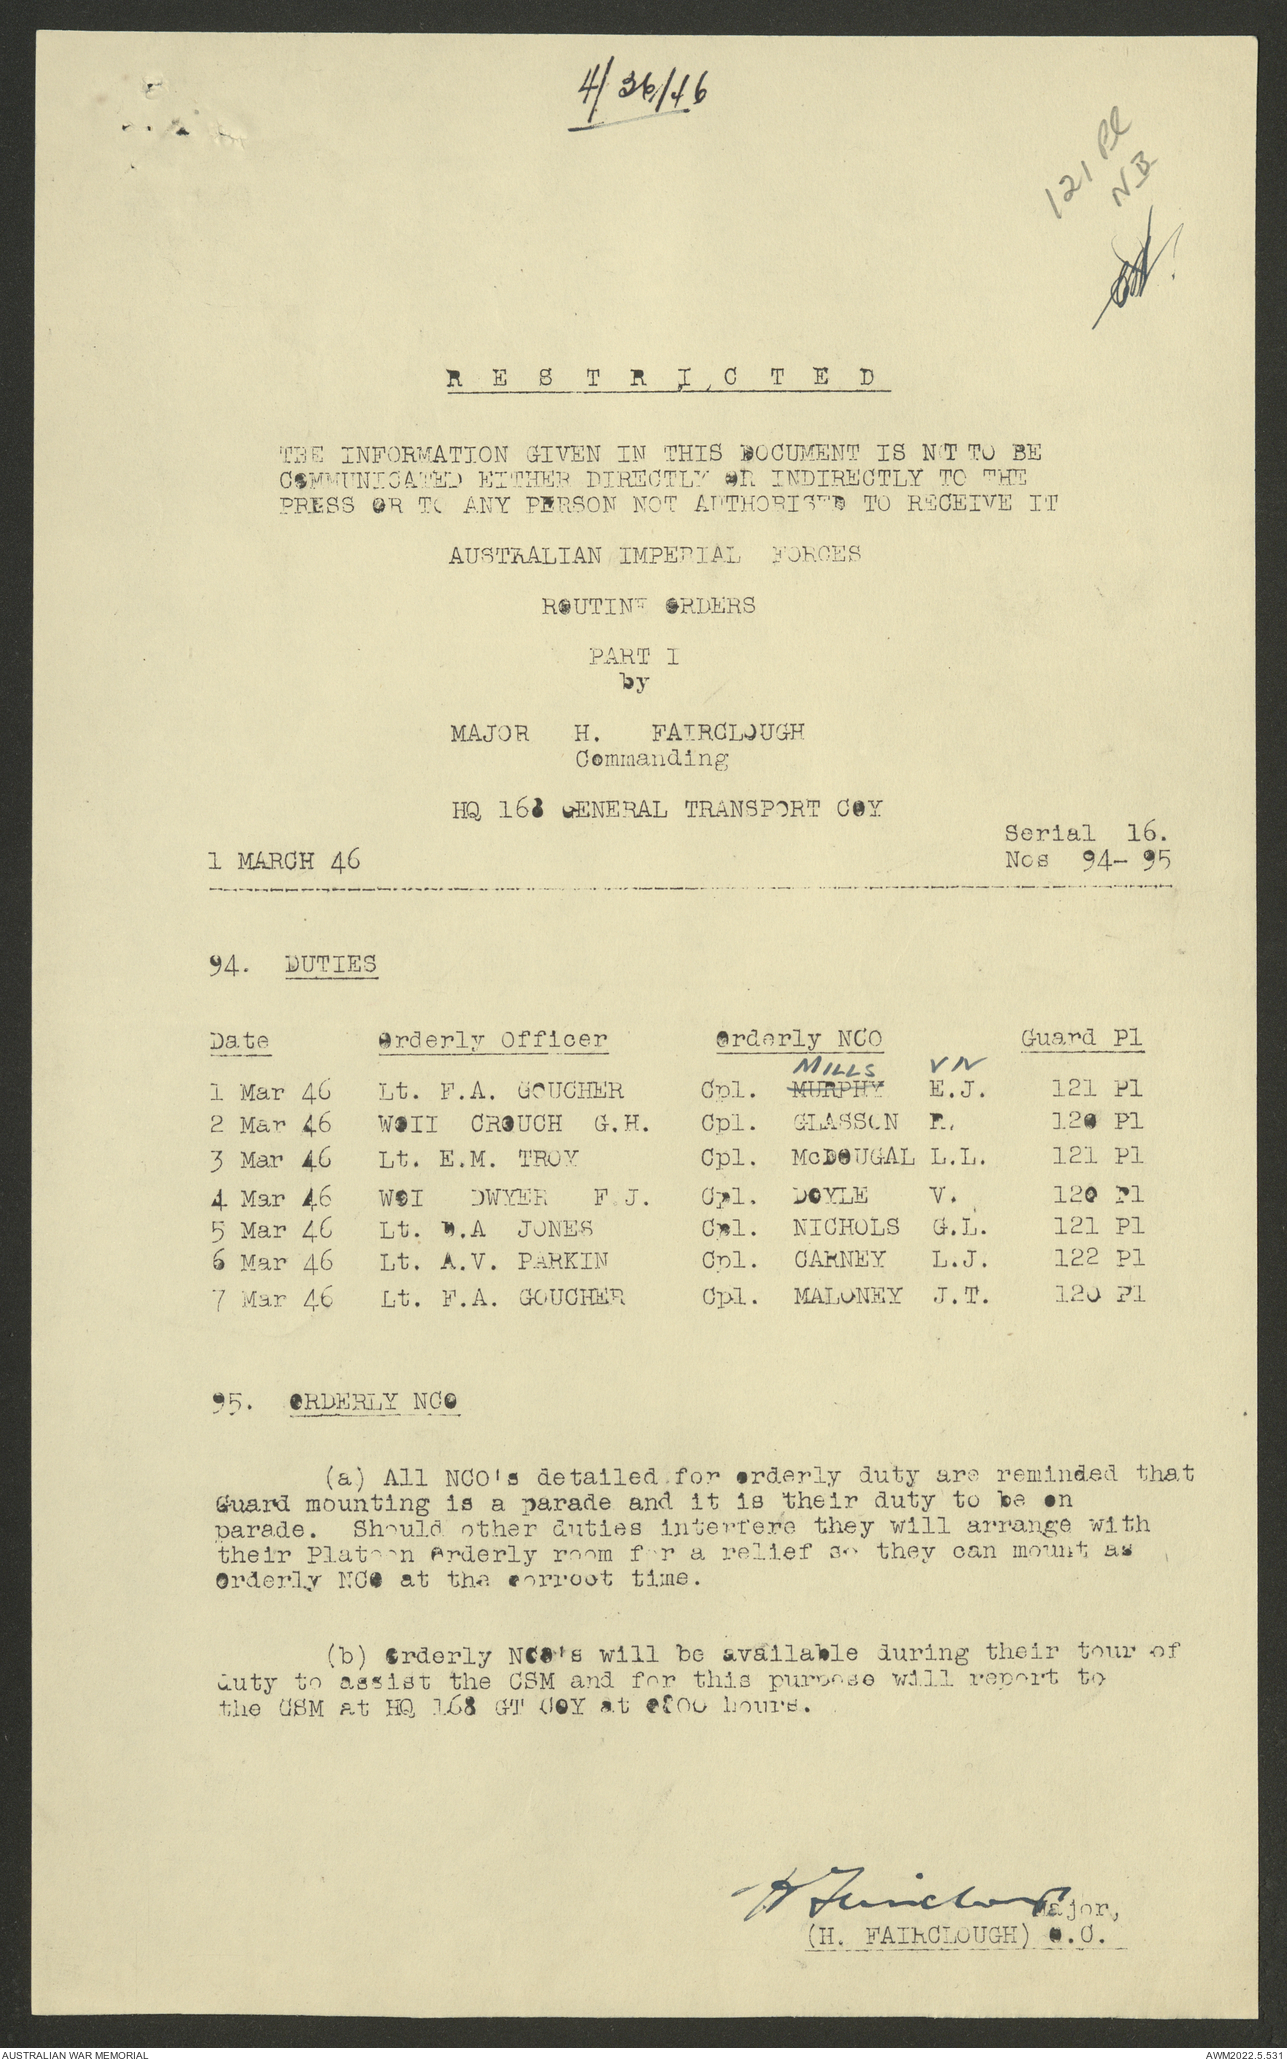 4/36/46
121 Pl
NB
RESTRICTED
THE INFORMATION GIVEN IN THIS DOCUMENT IS NOT TO BE
COMMUNICATED EITHER DIRECTLY OR INDIRECTLY TO THE
PRESS OR TO ANY PERSON NOT AUTHORISED TO RECEIVE IT
AUSTRALIAN IMPERIAL FORCES
ROUTINE ORDERS
PART I
by
MAJOR H. FAIRCLOUGH
Commanding
HQ 168 GENERAL TRANSPORT COY
Serial 16.
1 MARCH 46 Nos 94- 95
94. DUTIES
Date Orderly Officer Orderly NCO Guard Pl
MILLS VN
1 Mar 46 Lt. F.A. GOUCHER Cpl. MURPHY E.J. 121 Pl
2 Mar 46 WOII CROUCH G.H. Cpl. GLASSON R. 120 Pl
3 Mar 46 Lt. E.M. TROY Cpl. McDOUGAL L.L. 121 Pl
4 Mar 46 WOI DWYER F.J. Cpl. DOYLE V. 120 Pl
5 Mar 46 Lt. D.A JONES Cpl. NICHOLS G.L. 121 Pl
6 Mar 46 Lt. A.V. PARKIN Cpl. CARNEY L.J. 122 Pl
7 Mar 46 Lt. F.A. GOUCHER Cpl. MALONEY J.T. 120 Pl
95. ORDERLY NCO
(a) All NCO's detailed for orderly duty are reminded that
Guard mounting is a parade and it is their duty to be on
parade. Should other duties interfere they will arrange with
their Platoon Orderly room for a relief so they can mount as
Orderly NCO at the correct time.
(b) Orderly NCO's will be available during their tour of
duty to assist the CSM and for this purpose will report to
the CSM at HQ 168 GT COY at 0800 hours.
H Fairclough Major,
(H. FAIRCLOUGH) O.C.
AUSTRALIAN WAR MEMORIAL AWM2022.5.531